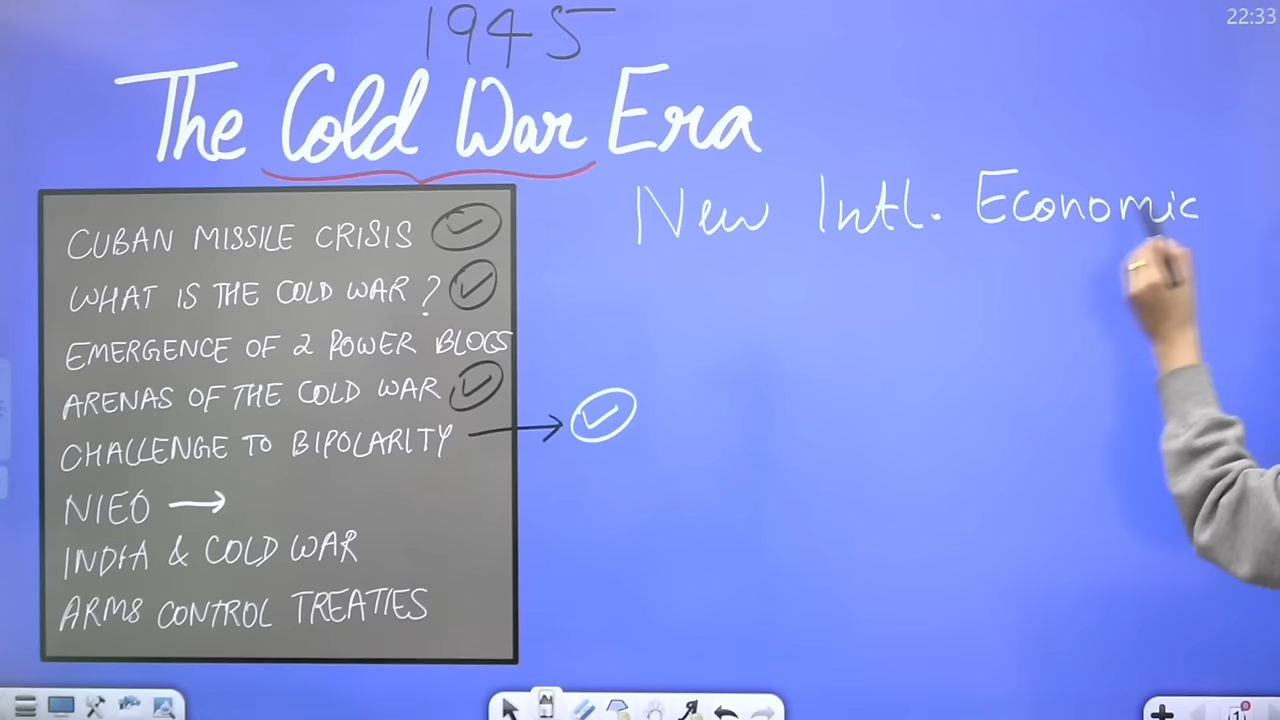 22:33
1945
The Cold War Era
CUBAN MISSILE CRISIS
WHAT IS THE COLD WAR?
EMERGENCE OF 2 POWER BLOCS
ARENAS OF THE COLD WAR
CHALLENGE TO BIPOLARITY
NIEO →
INDIA & COLD WAR
ARMS CONTROL TREATIES
New Intl. Economic